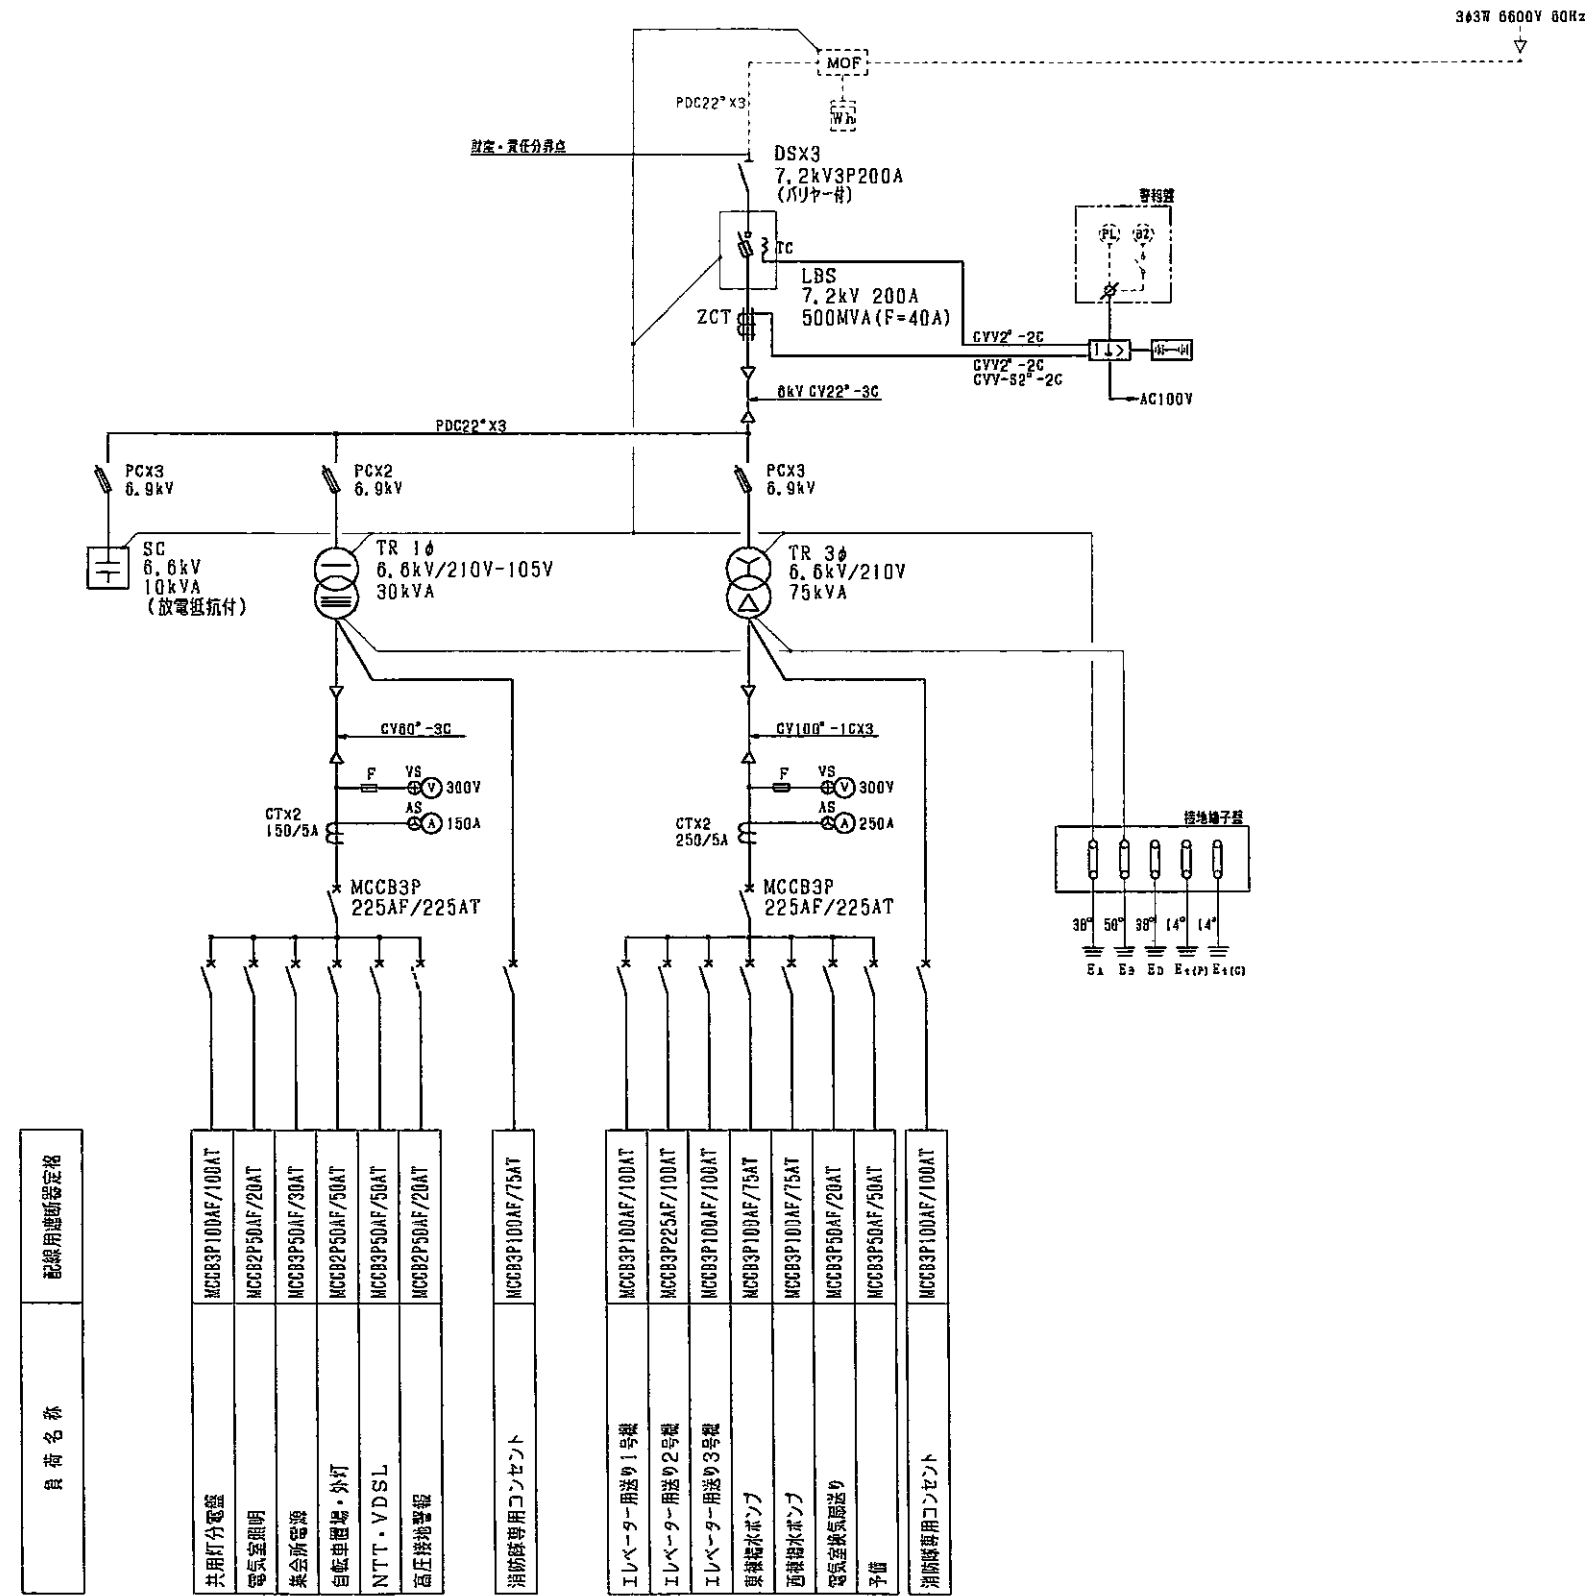 3φ3W 6600V 60Hz
MOF
Wh
PDC22°X3
財産・責任分界点
DSX3
7.2kV3P200A
(バリヤー付)
TC
LBS
7.2kV 200A
500MVA(F=40A)
ZCT
警報盤
PL
BZ
CVV2°-2C
CVV2°-2C
CVV-S2°-2C
AC100V
6kV CV22°-3C
PDC22°X3
PCX3
6.9kV
PCX2
6.9kV
PCX3
6.9kV
SC
6.6kV
10kVA
(放電抵抗付)
TR 1φ
6.6kV/210V-105V
30kVA
TR 3φ
6.6kV/210V
75kVA
CV60°-3C
F
VS
V
300V
AS
A
150A
CTX2
150/5A
MCCB3P
225AF/225AT
CV100°-1CX3
F
VS
V
300V
AS
A
250A
CTX2
250/5A
MCCB3P
225AF/225AT
接地端子盤
38°
50°
38°
14°
14°
EA
EB
ED
Et(P)
Et(C)
配線用遮断器定格
負荷名称
MCCB3P100AF/100AT
共用灯分電盤
MCCB2P50AF/20AT
電気室照明
MCCB3P50AF/30AT
集会所電源
MCCB2P50AF/50AT
自転車置場・外灯
MCCB3P50AF/50AT
NTT・VDSL
MCCB2P50AF/20AT
高圧接地警報
MCCB3P100AF/75AT
消防隊専用コンセント
MCCB3P100AF/100AT
エレベーター用送り1号機
MCCB3P225AF/100AT
エレベーター用送り2号機
MCCB3P100AF/100AT
エレベーター用送り3号機
MCCB3P100AF/75AT
東棟揚水ポンプ
MCCB3P100AF/75AT
西棟揚水ポンプ
MCCB3P50AF/20AT
電気室換気扇送り
MCCB3P50AF/50AT
予備
MCCB3P100AF/100AT
消防隊専用コンセント